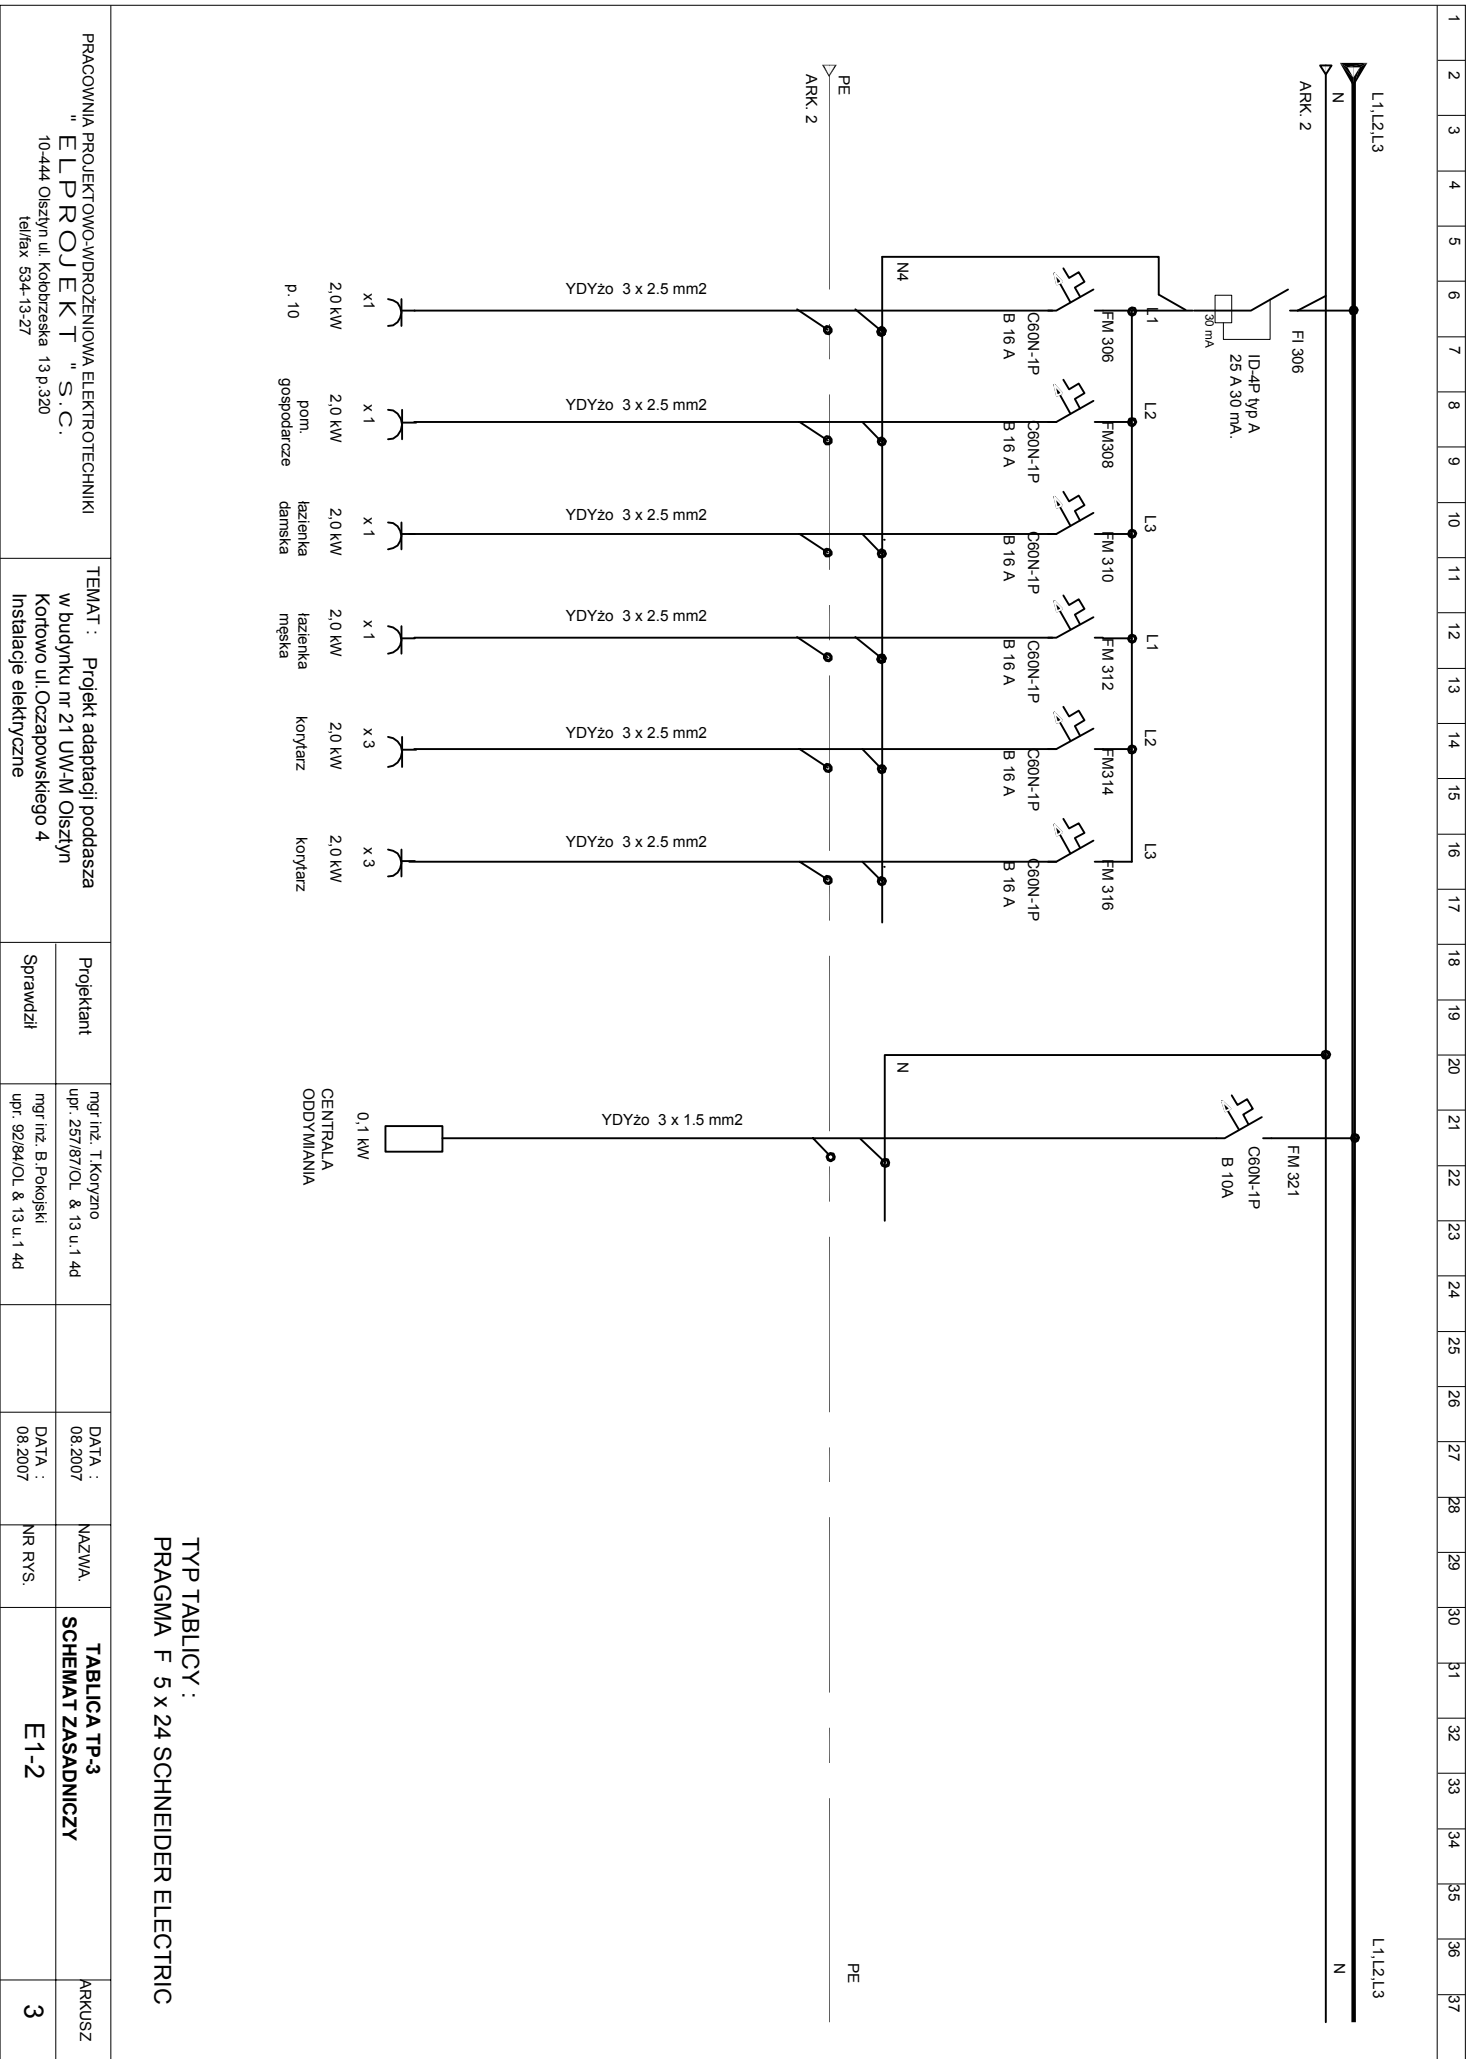 1 2 3 4 5 6 7 8 9 10 11 12 13 14 15 16 17 18 19 20 21 22 23 24 25 26 27 28 29 30 31 32 33 34 35 36 37
L1,L2,L3
N
ARK. 2
L1,L2,L3
N
FI 306
ID-4P typ A
25 A 30 mA.
30 mA
L1
FM 306
C60N-1P
B 16 A
L2
FM308
C60N-1P
B 16 A
L3
FM 310
C60N-1P
B 16 A
L1
FM 312
C60N-1P
B 16 A
L2
FM314
C60N-1P
B 16 A
L3
FM 316
C60N-1P
B 16 A
FM 321
C60N-1P
B 10A
N4
N
PE
ARK. 2
PE
YDYżo 3 x 2.5 mm2
YDYżo 3 x 2.5 mm2
YDYżo 3 x 2.5 mm2
YDYżo 3 x 2.5 mm2
YDYżo 3 x 2.5 mm2
YDYżo 3 x 2.5 mm2
YDYżo 3 x 1.5 mm2
x1
2,0 kW
p. 10
x 1
2,0 kW
pom.
gospodarcze
x 1
2,0 kW
łazienka
damska
x 1
2,0 kW
łazienka
męska
x 3
2,0 kW
korytarz
x 3
2,0 kW
korytarz
0,1 kW
CENTRALA
ODDYMIANIA
TYP TABLICY :
PRAGMA F 5 x 24 SCHNEIDER ELECTRIC
PRACOWNIA PROJEKTOWO-WDROŻENIOWA ELEKTROTECHNIKI
" E L P R O J E K T " S . C .
10-444 Olsztyn ul. Kołobrzeska 13 p.320
tel/fax 534-13-27
TEMAT : Projekt adaptacji poddasza
w budynku nr 21 UW-M Olsztyn
Kortowo ul.Oczapowskiego 4
Instalacje elektryczne
Projektant
mgr inż. T.Koryzno
upr. 257/87/OL & 13 u.1 4d
Sprawdził
mgr inż. B.Pokojski
upr. 92/84/OL & 13 u.1 4d
DATA :
08.2007
DATA :
08.2007
NAZWA.
TABLICA TP-3
SCHEMAT ZASADNICZY
NR RYS.
E1-2
ARKUSZ
3